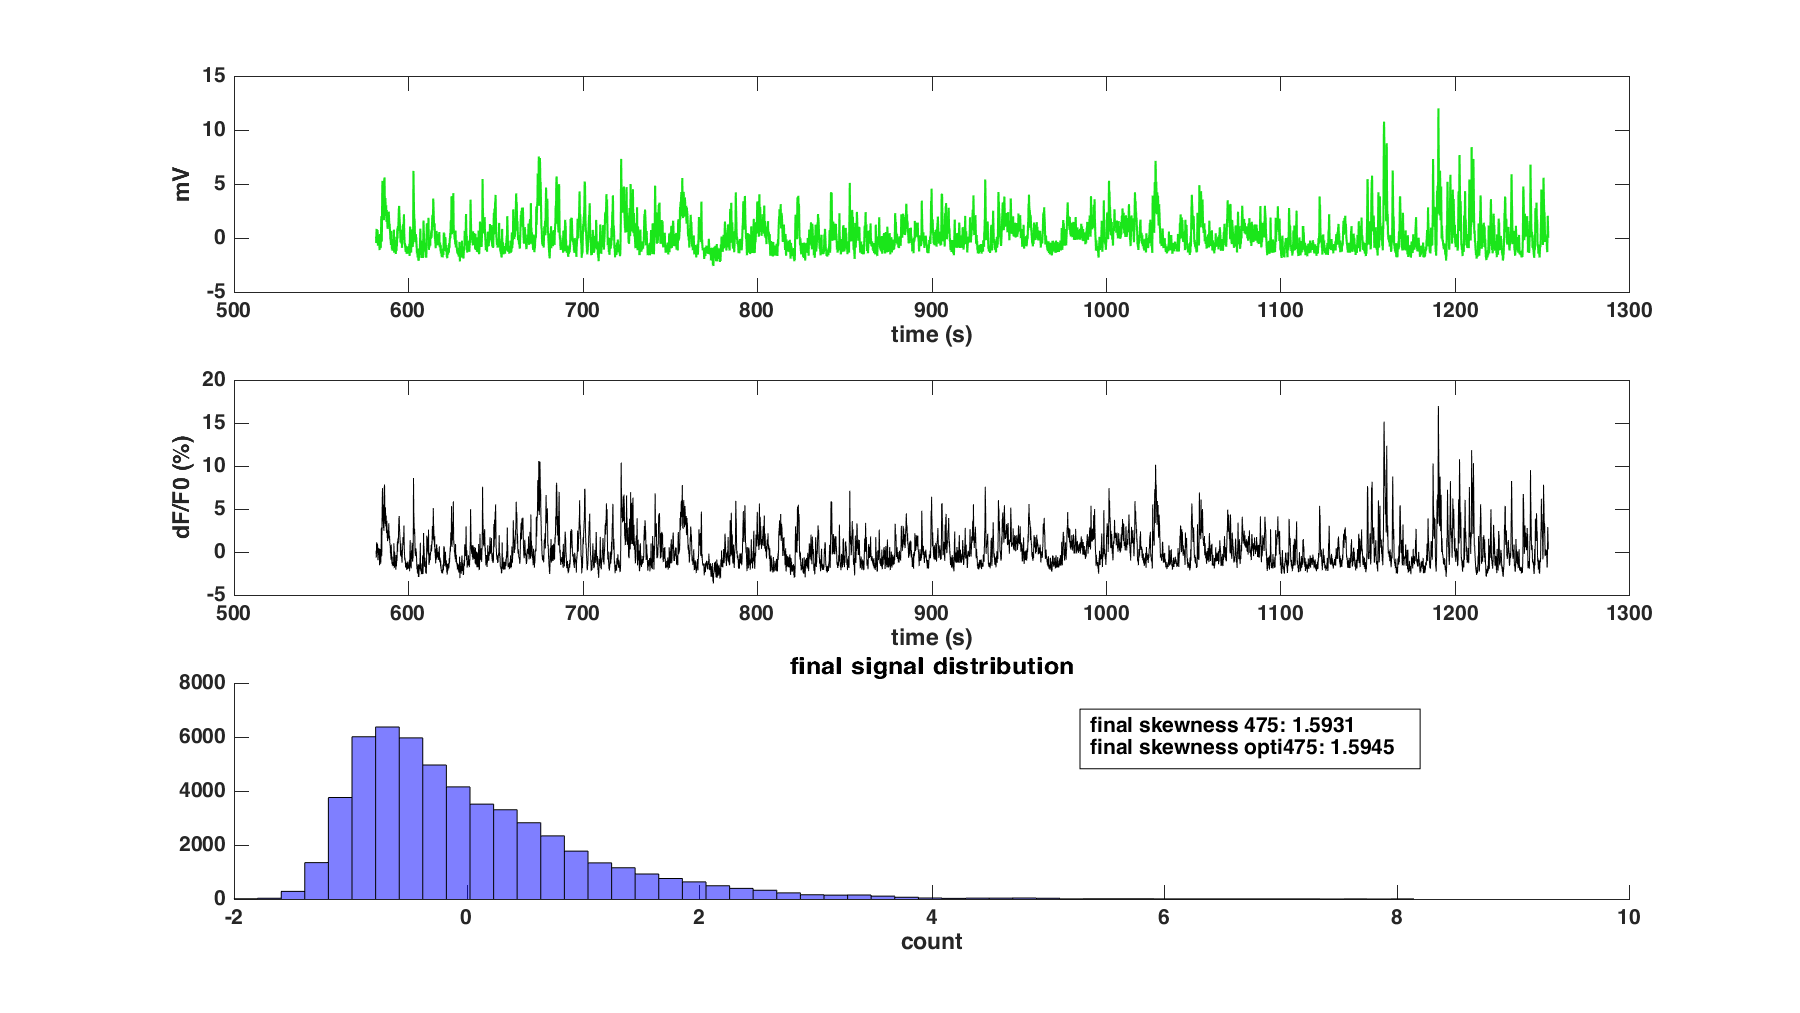 15
10
5
0
-5
mV
500 600 700 800 900 1000 1100 1200 1300
time (s)
20
15
10
5
0
-5
dF/F0 (%)
500 600 700 800 900 1000 1100 1200 1300
time (s)
final signal distribution
8000
6000
4000
2000
0
final skewness 475: 1.5931
final skewness opti475: 1.5945
-2 0 2 4 6 8 10
count